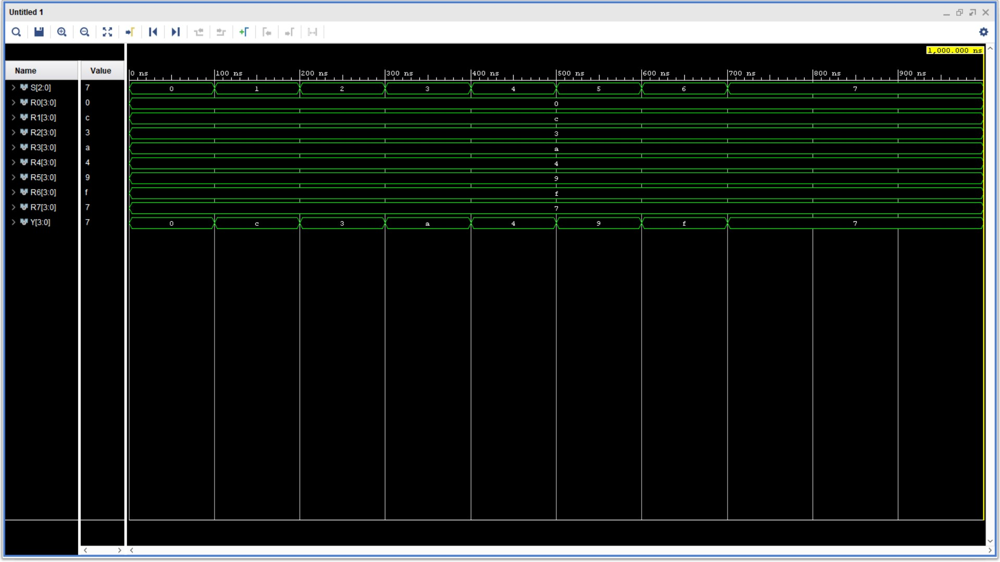 Untitled 1
1,000.000 ns
Name Value
0 ns 100 ns 200 ns 300 ns 400 ns 500 ns 600 ns 700 ns 800 ns 900 ns
S[2:0] 7 0 1 2 3 4 5 6 7
R0[3:0] 0 0
R1[3:0] c c
R2[3:0] 3 3
R3[3:0] a a
R4[3:0] 4 4
R5[3:0] 9 9
R6[3:0] f f
R7[3:0] 7 7
Y[3:0] 7 0 c 3 a 4 9 f 7